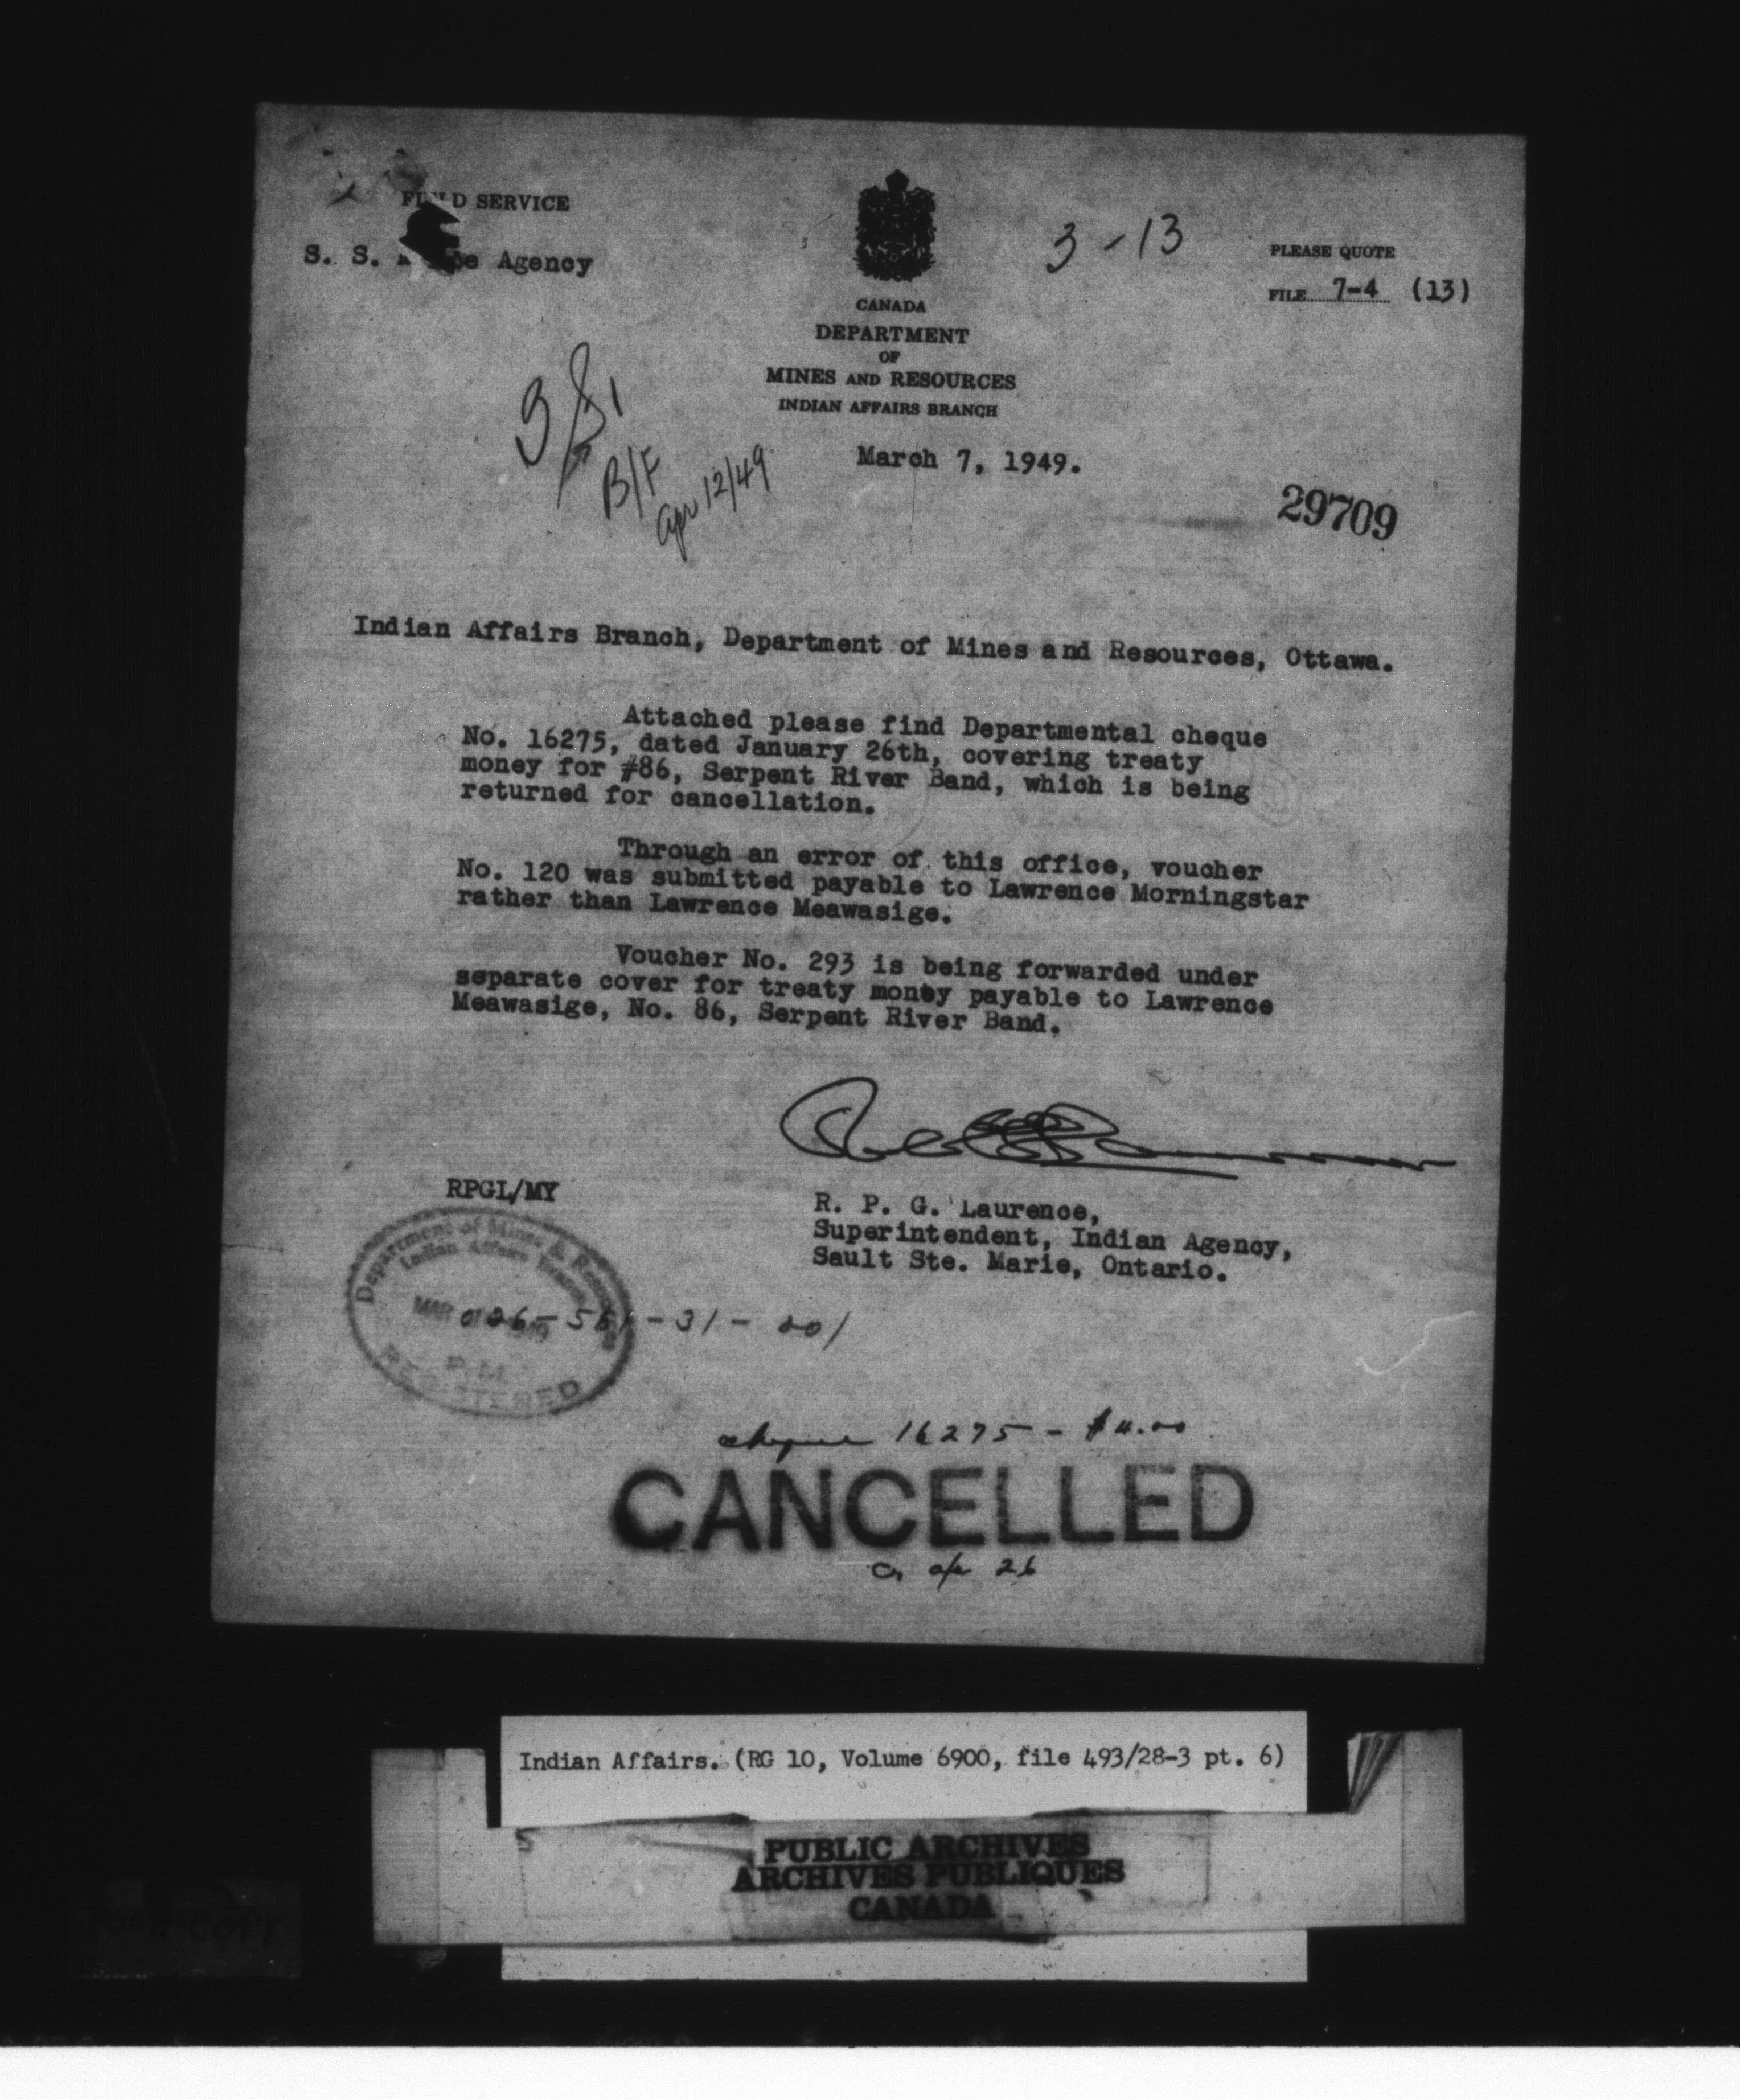 SERVICE
S. S. Agency
3-13
PLEASE QUOTE
FILE 7-4 (13)
CANADA
DEPARTMENT
OF
MINES AND RESOURCES
INDIAN AFFAIRS BRANCH
B/F
Apr 12/49
March 7, 1949.
29709
Indian Affairs Branch, Department of Mines and Resources, Ottawa.
Attached please find Departmental cheque
No. 16275, dated January 26th, covering treaty
money for #86, Serpent River Band, which is being
returned for cancellation.
Through an error of this office, voucher
No. 120 was submitted payable to Lawrence Morningstar
rather than Lawrence Meawasige.
Voucher No. 293 is being forwarded under
separate cover for treaty money payable to Lawrence
Meawasige, No. 86, Serpent River Band.
RPGL/MY
R. P. G. Laurence,
Superintendent, Indian Agency,
Sault Ste. Marie, Ontario.
Department of Mines &
Indian Affairs
MAR
P.M.
REGISTERED
-31-001
cheque 16275 - $4.00
CANCELLED
26
Indian Affairs. (RG 10, Volume 6900, file 493/28-3 pt. 6)
PUBLIC ARCHIVES
ARCHIVES PUBLIQUES
CANADA
COPY